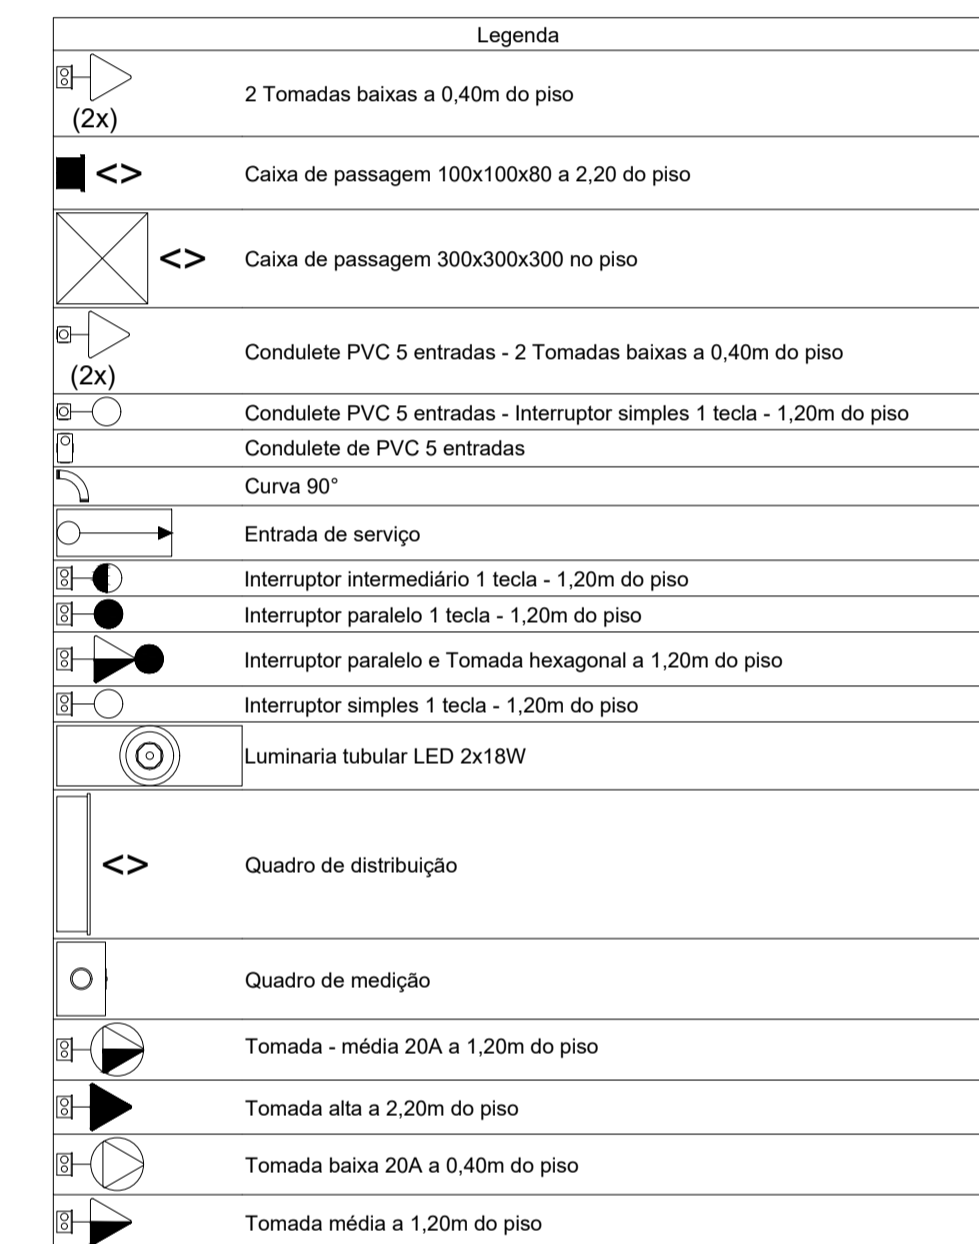 Legenda
2 Tomadas baixas a 0,40m do piso
(2x)
<> Caixa de passagem 100x100x80 a 2,20 do piso
<> Caixa de passagem 300x300x300 no piso
Condulete PVC 5 entradas - 2 Tomadas baixas a 0,40m do piso
(2x)
Condulete PVC 5 entradas - Interruptor simples 1 tecla - 1,20m do piso
Condulete de PVC 5 entradas
Curva 90°
Entrada de serviço
Interruptor intermediário 1 tecla - 1,20m do piso
Interruptor paralelo 1 tecla - 1,20m do piso
Interruptor paralelo e Tomada hexagonal a 1,20m do piso
Interruptor simples 1 tecla - 1,20m do piso
Luminaria tubular LED 2x18W
<> Quadro de distribuição
Quadro de medição
Tomada - média 20A a 1,20m do piso
Tomada alta a 2,20m do piso
Tomada baixa 20A a 0,40m do piso
Tomada média a 1,20m do piso